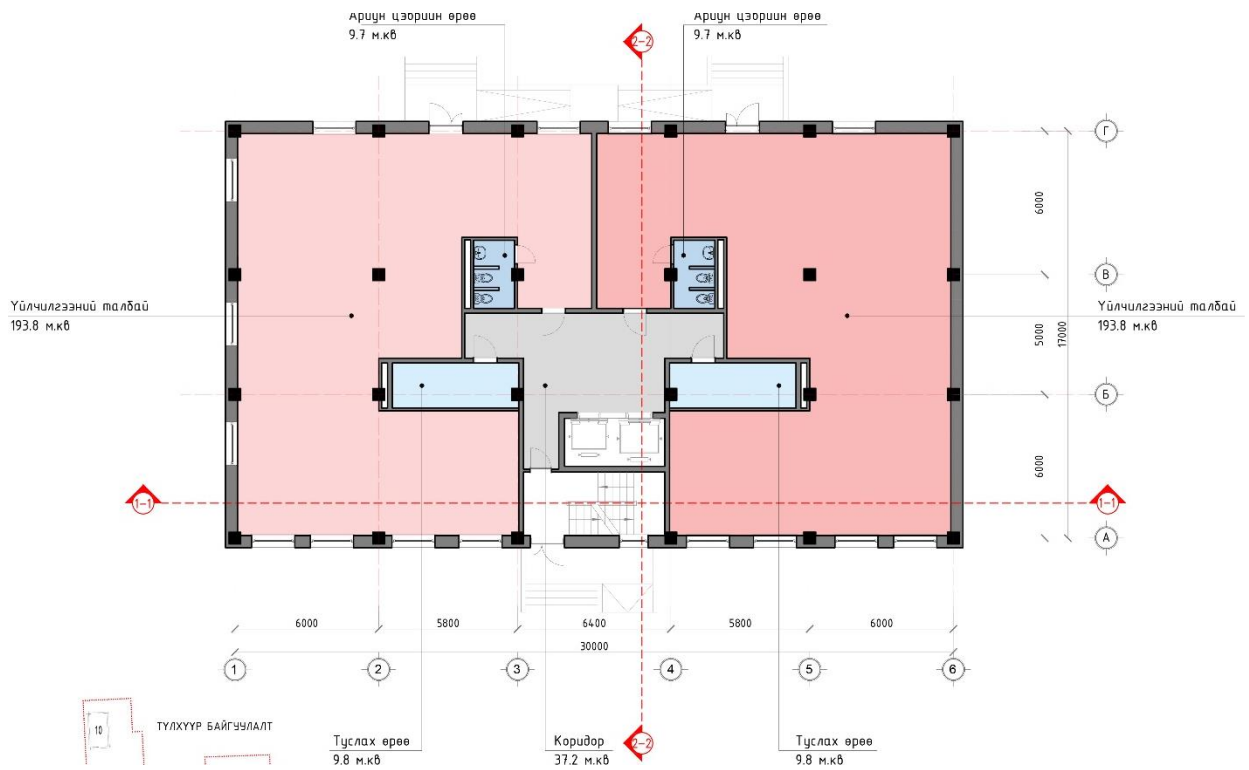 Ариун цэврийн өрөө
9.7 м.кв
Ариун цэврийн өрөө
9.7 м.кв
2-2
Г
6000
В
Үйлчилгээний талбай
193.8 м.кв
Үйлчилгээний талбай
193.8 м.кв
5000
17000
Б
6000
1-1
1-1
А
6000
5800
6400
5800
6000
30000
1
2
3
4
5
6
10
ТҮЛХҮҮР БАЙГУУЛАЛТ
Туслах өрөө
9.8 м.кв
Коридор
37.2 м.кв
2-2
Туслах өрөө
9.8 м.кв